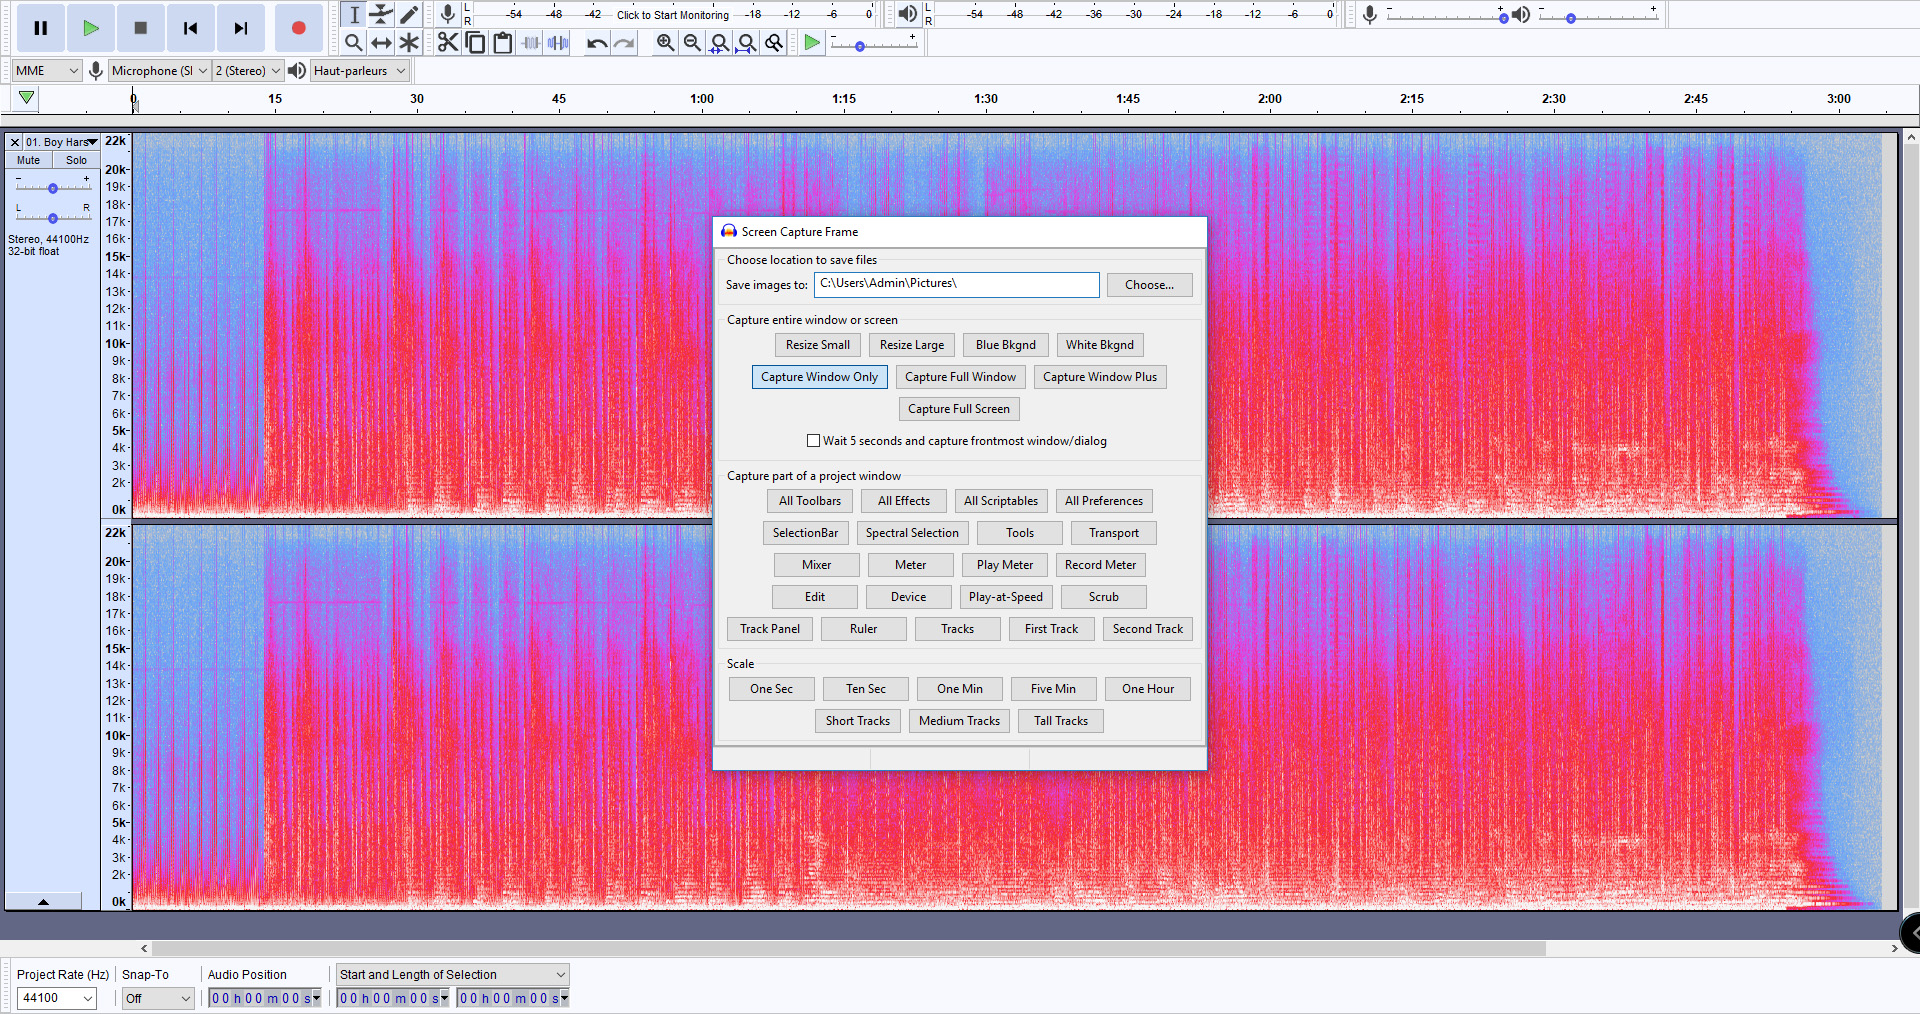 L
R
-54 -48 -42 Click to Start Monitoring -18 -12 -6 0
L
R
-54 -48 -42 -36 -30 -24 -18 -12 -6 0
- +
- +
- +
MME
Microphone (Sl
2 (Stereo)
Haut-parleurs
0 15 30 45 1:00 1:15 1:30 1:45 2:00 2:15 2:30 2:45 3:00
01. Boy Hars
Mute Solo
- +
L R
Stereo, 44100Hz
32-bit float
22k
20k
19k
18k
17k
16k
15k
14k
13k
12k
11k
10k
9k
8k
7k
6k
5k
4k
3k
2k
0k
22k
20k
19k
18k
17k
16k
15k
14k
13k
12k
11k
10k
9k
8k
7k
6k
5k
4k
3k
2k
0k
Screen Capture Frame
Choose location to save files
Save images to: C:\Users\Admin\Pictures\ Choose...
Capture entire window or screen
Resize Small Resize Large Blue Bkgnd White Bkgnd
Capture Window Only Capture Full Window Capture Window Plus
Capture Full Screen
Wait 5 seconds and capture frontmost window/dialog
Capture part of a project window
All Toolbars All Effects All Scriptables All Preferences
SelectionBar Spectral Selection Tools Transport
Mixer Meter Play Meter Record Meter
Edit Device Play-at-Speed Scrub
Track Panel Ruler Tracks First Track Second Track
Scale
One Sec Ten Sec One Min Five Min One Hour
Short Tracks Medium Tracks Tall Tracks
Project Rate (Hz) Snap-To Audio Position Start and Length of Selection
44100 Off 00 h 00 m 00 s 00 h 00 m 00 s 00 h 00 m 00 s